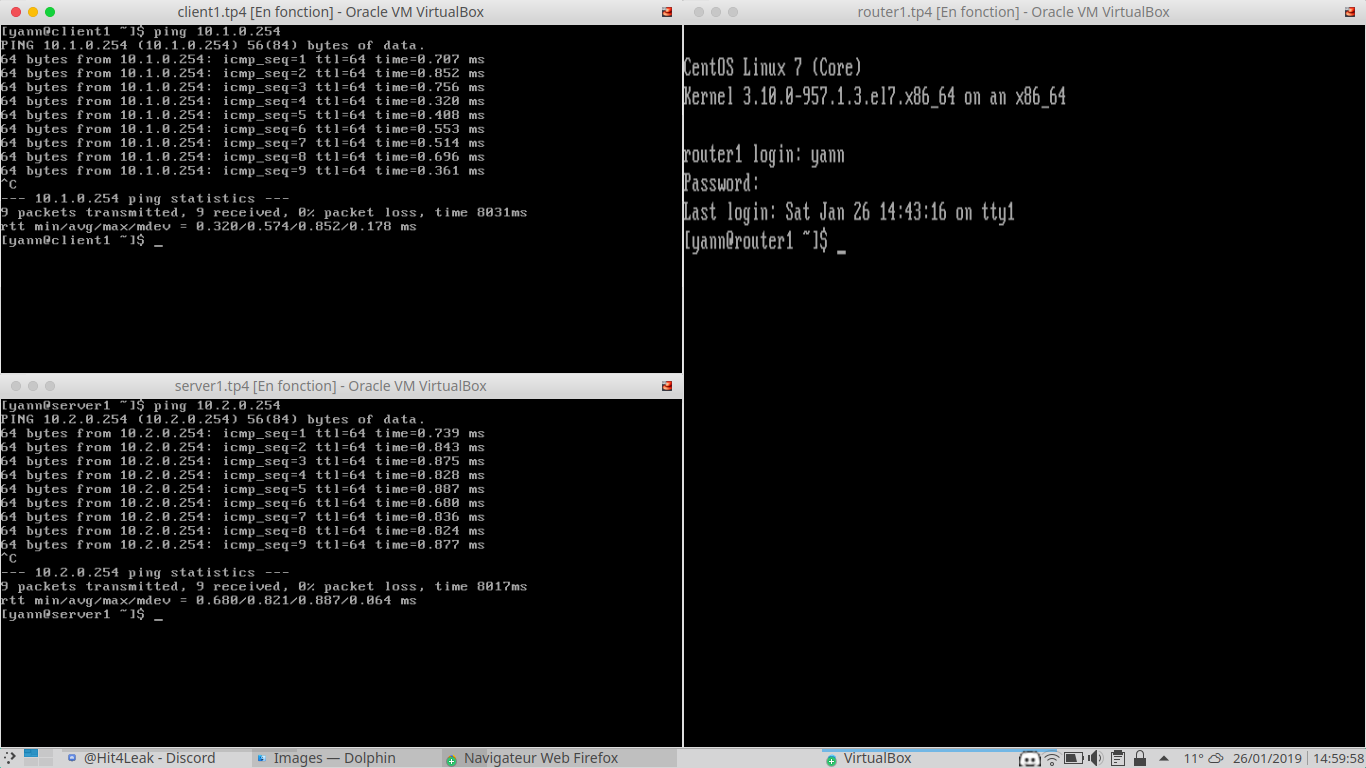 client1.tp4 [En fonction] - Oracle VM VirtualBox
[yann@client1 ~]$ ping 10.1.0.254
PING 10.1.0.254 (10.1.0.254) 56(84) bytes of data.
64 bytes from 10.1.0.254: icmp_seq=1 ttl=64 time=0.707 ms
64 bytes from 10.1.0.254: icmp_seq=2 ttl=64 time=0.852 ms
64 bytes from 10.1.0.254: icmp_seq=3 ttl=64 time=0.756 ms
64 bytes from 10.1.0.254: icmp_seq=4 ttl=64 time=0.320 ms
64 bytes from 10.1.0.254: icmp_seq=5 ttl=64 time=0.408 ms
64 bytes from 10.1.0.254: icmp_seq=6 ttl=64 time=0.553 ms
64 bytes from 10.1.0.254: icmp_seq=7 ttl=64 time=0.514 ms
64 bytes from 10.1.0.254: icmp_seq=8 ttl=64 time=0.696 ms
64 bytes from 10.1.0.254: icmp_seq=9 ttl=64 time=0.361 ms
^C
--- 10.1.0.254 ping statistics ---
9 packets transmitted, 9 received, 0% packet loss, time 8031ms
rtt min/avg/max/mdev = 0.320/0.574/0.852/0.178 ms
[yann@client1 ~]$ _
server1.tp4 [En fonction] - Oracle VM VirtualBox
[yann@server1 ~]$ ping 10.2.0.254
PING 10.2.0.254 (10.2.0.254) 56(84) bytes of data.
64 bytes from 10.2.0.254: icmp_seq=1 ttl=64 time=0.739 ms
64 bytes from 10.2.0.254: icmp_seq=2 ttl=64 time=0.843 ms
64 bytes from 10.2.0.254: icmp_seq=3 ttl=64 time=0.875 ms
64 bytes from 10.2.0.254: icmp_seq=4 ttl=64 time=0.828 ms
64 bytes from 10.2.0.254: icmp_seq=5 ttl=64 time=0.887 ms
64 bytes from 10.2.0.254: icmp_seq=6 ttl=64 time=0.680 ms
64 bytes from 10.2.0.254: icmp_seq=7 ttl=64 time=0.836 ms
64 bytes from 10.2.0.254: icmp_seq=8 ttl=64 time=0.824 ms
64 bytes from 10.2.0.254: icmp_seq=9 ttl=64 time=0.877 ms
^C
--- 10.2.0.254 ping statistics ---
9 packets transmitted, 9 received, 0% packet loss, time 8017ms
rtt min/avg/max/mdev = 0.680/0.821/0.887/0.064 ms
[yann@server1 ~]$ _
router1.tp4 [En fonction] - Oracle VM VirtualBox
CentOS Linux 7 (Core)
Kernel 3.10.0-957.1.3.el7.x86_64 on an x86_64
router1 login: yann
Password:
Last login: Sat Jan 26 14:43:16 on tty1
[yann@router1 ~]$ _
@Hit4Leak - Discord
Images — Dolphin
Navigateur Web Firefox
VirtualBox
11°
26/01/2019
14:59:58